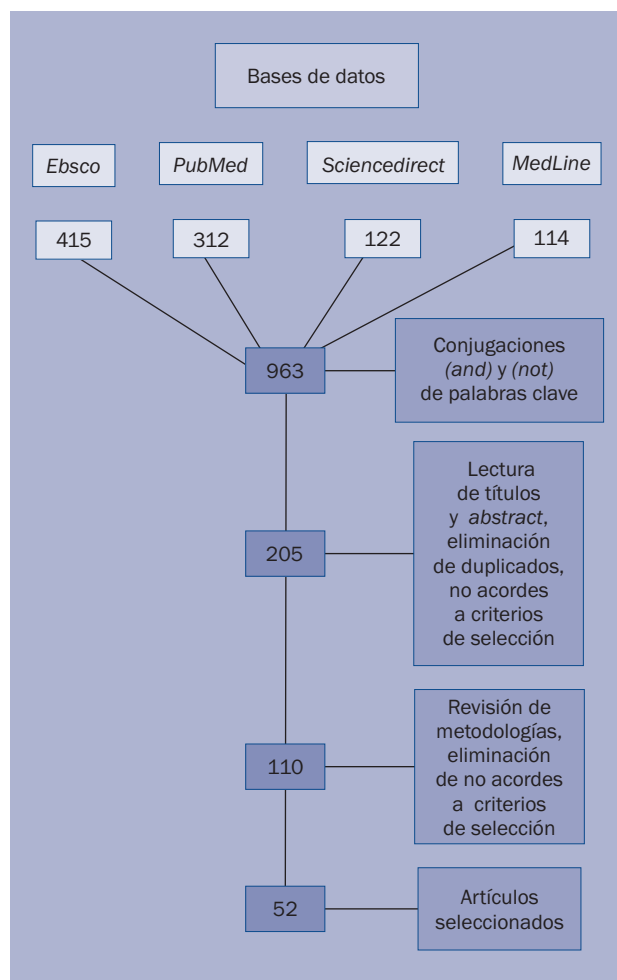 Bases de datos
Ebsco
PubMed
Sciencedirect
MedLine
415
312
122
114
963
Conjugaciones
(and) y (not)
de palabras clave
205
Lectura
de títulos
y abstract,
eliminación
de duplicados,
no acordes
a criterios
de selección
110
Revisión de
metodologías,
eliminación
de no acordes
a criterios
de selección
52
Artículos
seleccionados